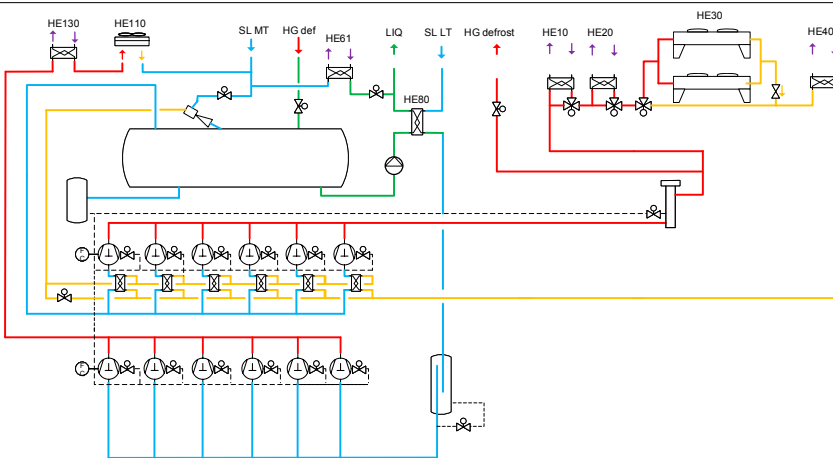 HE130
HE110
SL MT
HG def
HE61
LIQ
SL LT
HG defrost
HE10
HE20
HE30
HE40
HE80
F
C
F
C